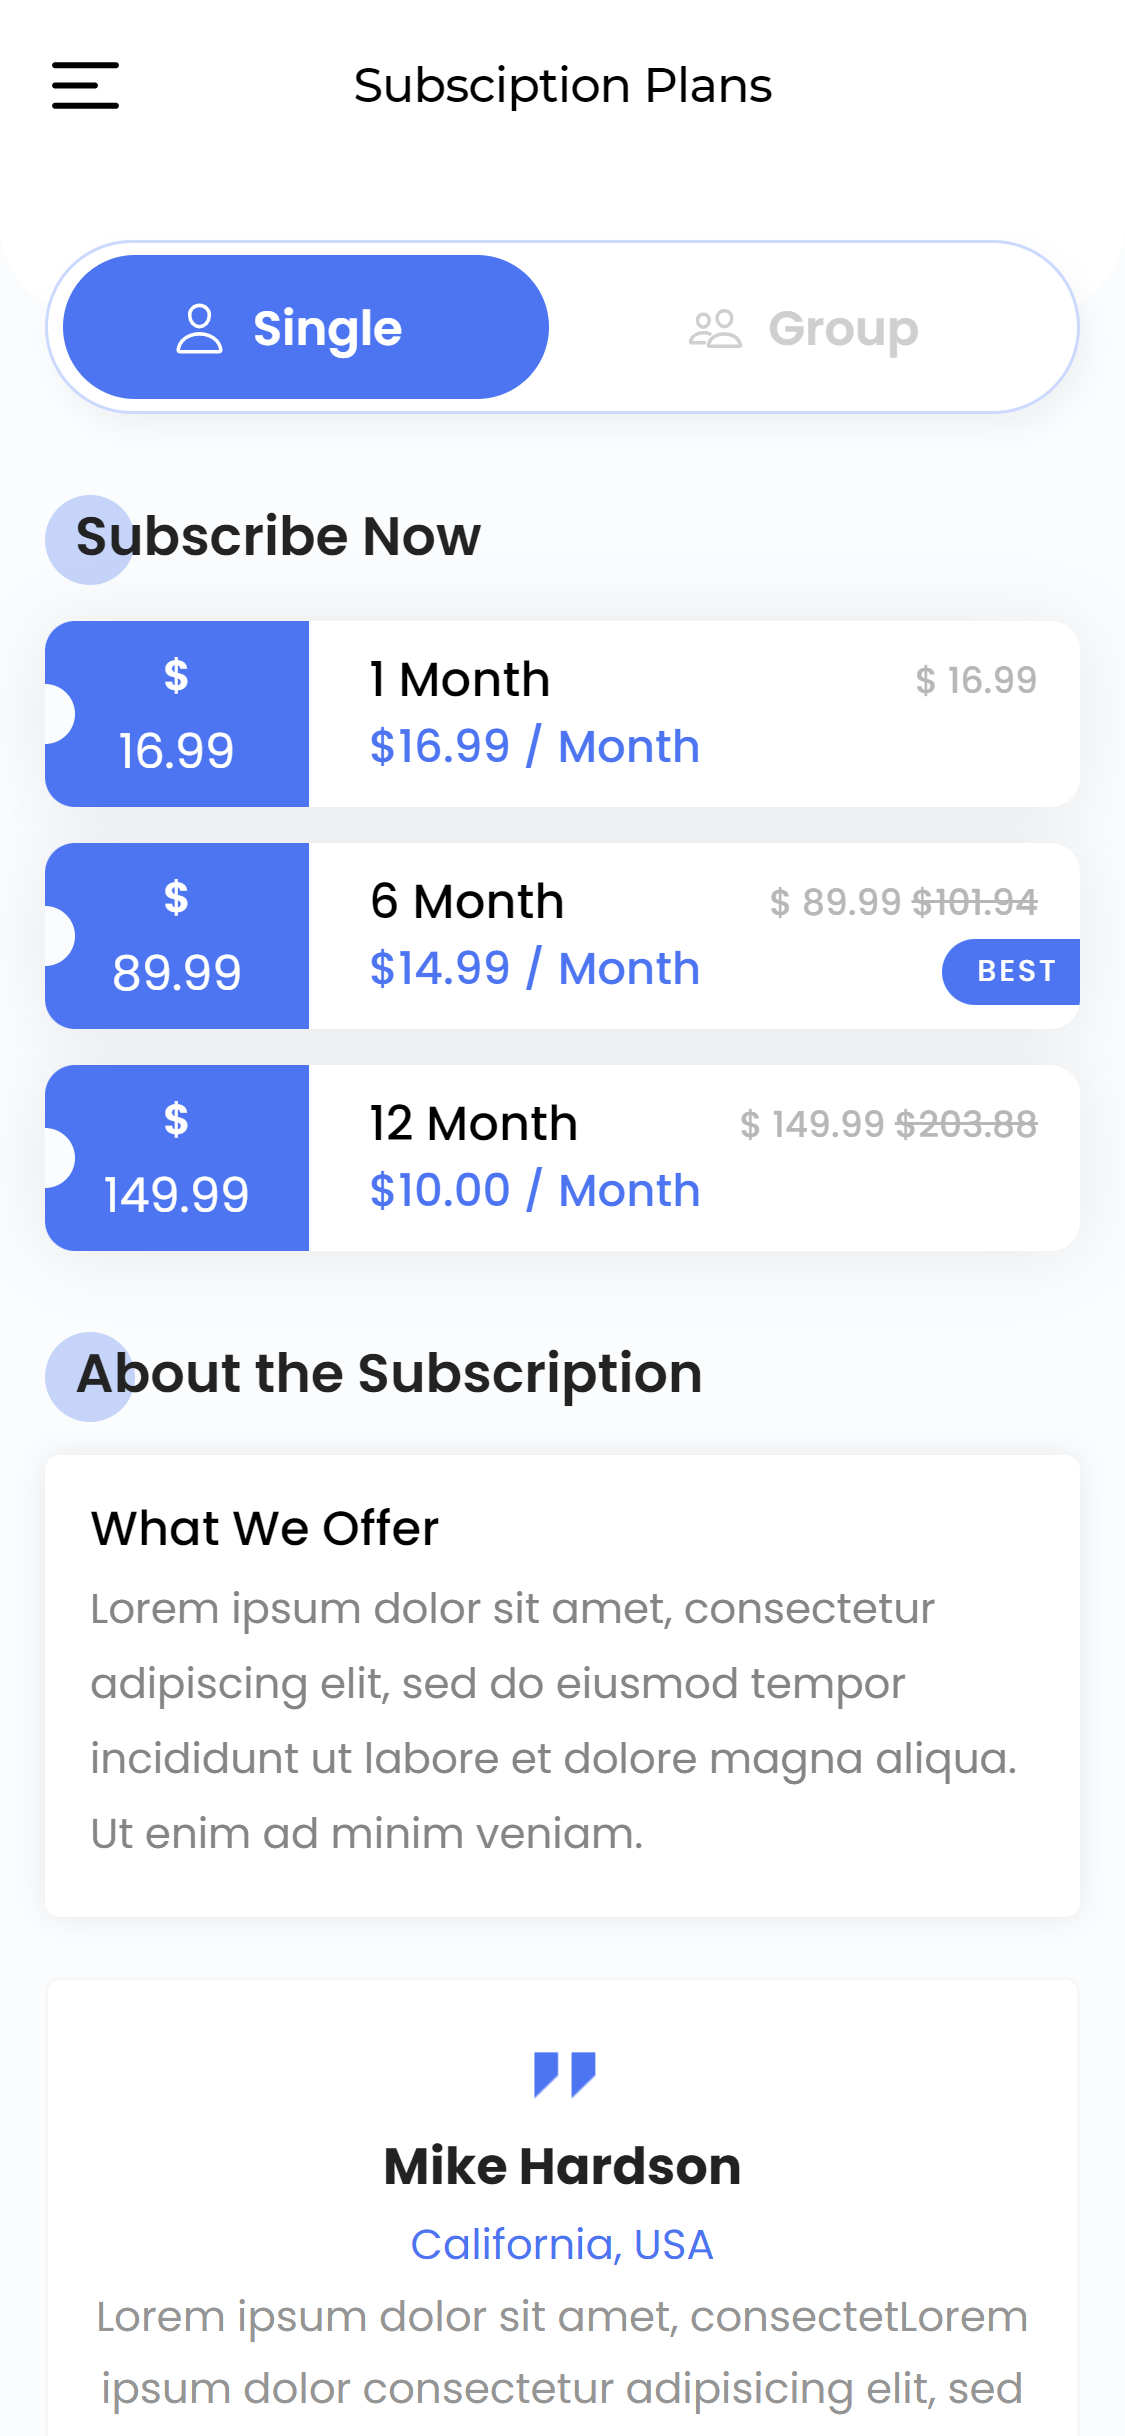 Subsciption Plans
Single
Group
Subscribe Now
$
16.99
1 Month
$ 16.99
$16.99 / Month
$
89.99
6 Month
$ 89.99 $101.94
$14.99 / Month
BEST
$
149.99
12 Month
$ 149.99 $203.88
$10.00 / Month
About the Subscription
What We Offer
Lorem ipsum dolor sit amet, consectetur
adipiscing elit, sed do eiusmod tempor
incididunt ut labore et dolore magna aliqua.
Ut enim ad minim veniam.
Mike Hardson
California, USA
Lorem ipsum dolor sit amet, consectetLorem
ipsum dolor consectetur adipisicing elit, sed